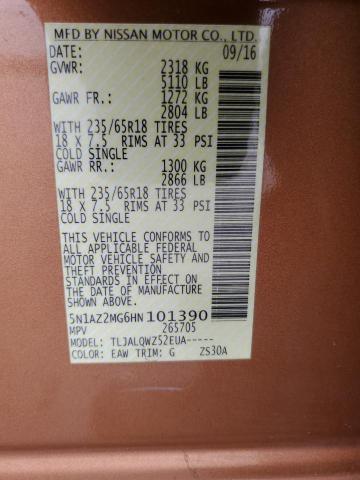 MFD BY NISSAN MOTOR CO., LTD.
DATE: 09/16
GVWR: 2318 KG
5110 LB
GAWR FR.: 1272 KG
2804 LB
WITH 235/65R18 TIRES
18 X 7.5 RIMS AT 33 PSI
COLD SINGLE
GAWR RR.: 1300 KG
2866 LB
WITH 235/65R18 TIRES
18 X 7.5 RIMS AT 33 PSI
COLD SINGLE
THIS VEHICLE CONFORMS TO
ALL APPLICABLE FEDERAL
MOTOR VEHICLE SAFETY AND
THEFT PREVENTION
STANDARDS IN EFFECT ON
THE DATE OF MANUFACTURE
5N1AZ2MG6HN101390
MPV 265705
MODEL: TLJALQWZ52EUA-----
COLOR: EAW TRIM: G ZS30A